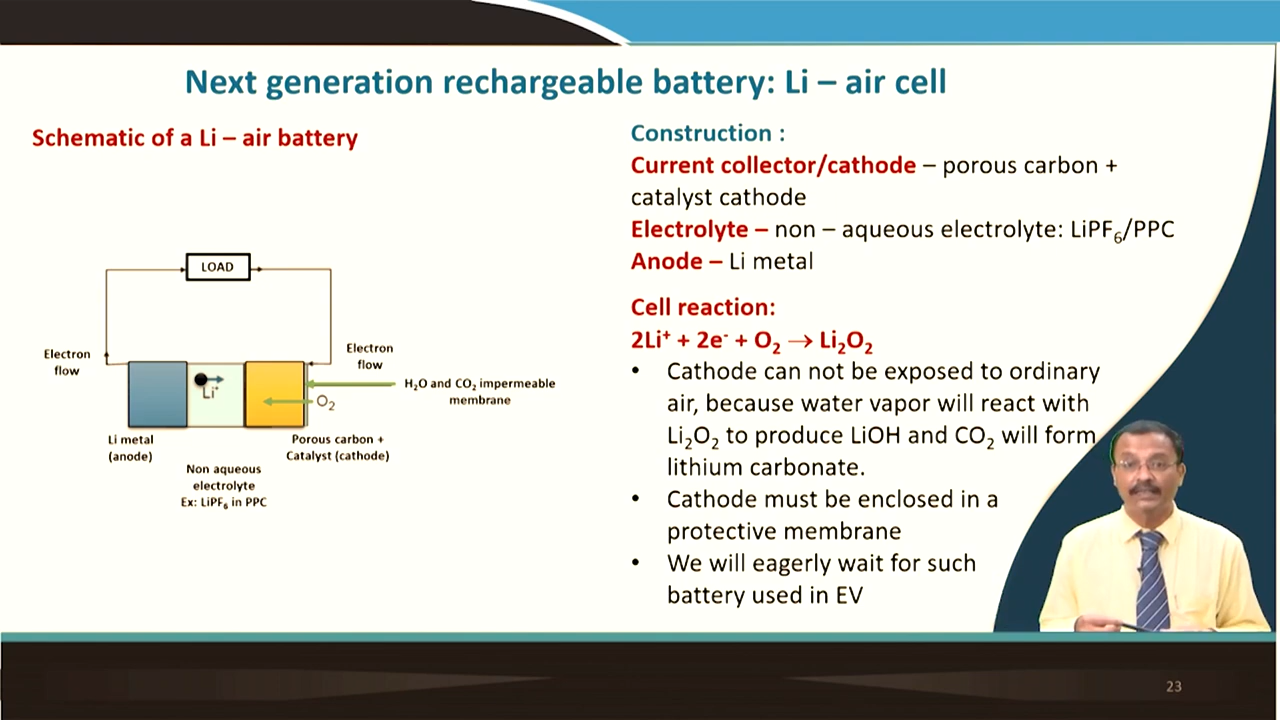 Next generation rechargeable battery: Li – air cell
Schematic of a Li – air battery
LOAD
Electron
flow
Electron
flow
Li⁺
O₂
H₂O and CO₂ impermeable
membrane
Li metal
(anode)
Porous carbon +
Catalyst (cathode)
Non aqueous
electrolyte
Ex: LiPF₆ in PPC
Construction :
Current collector/cathode – porous carbon +
catalyst cathode
Electrolyte – non – aqueous electrolyte: LiPF₆/PPC
Anode – Li metal
Cell reaction:
2Li⁺ + 2e⁻ + O₂ → Li₂O₂
• Cathode can not be exposed to ordinary
air, because water vapor will react with
Li₂O₂ to produce LiOH and CO₂ will form
lithium carbonate.
• Cathode must be enclosed in a
protective membrane
• We will eagerly wait for such
battery used in EV
23